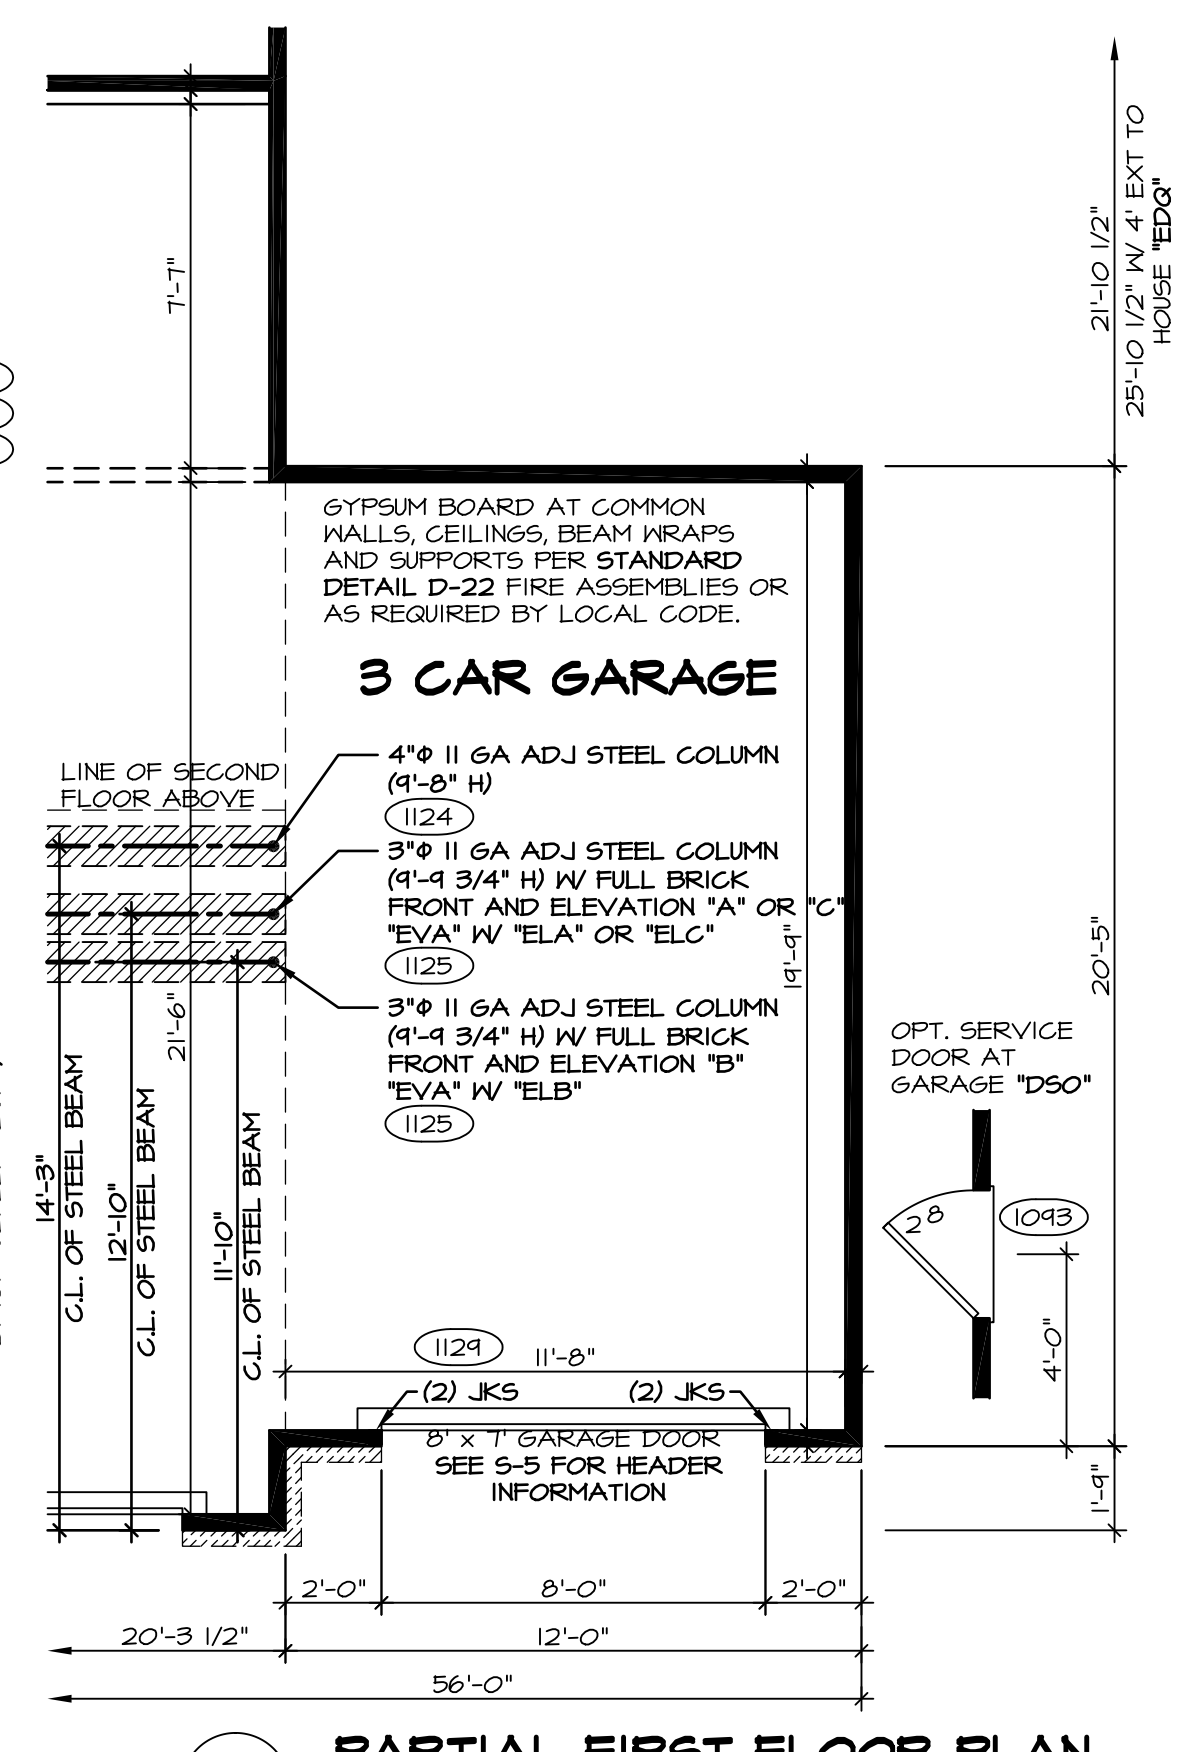 7'-7"
21'-10 1/2"
25'-10 1/2" W/ 4' EXT TO
HOUSE "EDQ"
GYPSUM BOARD AT COMMON
WALLS, CEILINGS, BEAM WRAPS
AND SUPPORTS PER STANDARD
DETAIL D-22 FIRE ASSEMBLIES OR
AS REQUIRED BY LOCAL CODE.
3 CAR GARAGE
LINE OF SECOND
FLOOR ABOVE
4"Φ 11 GA ADJ STEEL COLUMN
(9'-8" H)
1124
3"Φ 11 GA ADJ STEEL COLUMN
(9'-9 3/4" H) W/ FULL BRICK
FRONT AND ELEVATION "A" OR "C"
"EVA" W/ "ELA" OR "ELC"
1125
3"Φ 11 GA ADJ STEEL COLUMN
(9'-9 3/4" H) W/ FULL BRICK
FRONT AND ELEVATION "B"
"EVA" W/ "ELB"
1125
19'-9"
20'-5"
21'-6"
14'-3"
C.L. OF STEEL BEAM
12'-10"
C.L. OF STEEL BEAM
11'-10"
C.L. OF STEEL BEAM
OPT. SERVICE
DOOR AT
GARAGE "DSO"
28
1093
4'-0"
1129
11'-8"
(2) JKS
(2) JKS
8' x 7' GARAGE DOOR
SEE S-5 FOR HEADER
INFORMATION
1'-9"
2'-0"
8'-0"
2'-0"
20'-3 1/2"
12'-0"
56'-0"
PARTIAL FIRST FLOOR PLAN